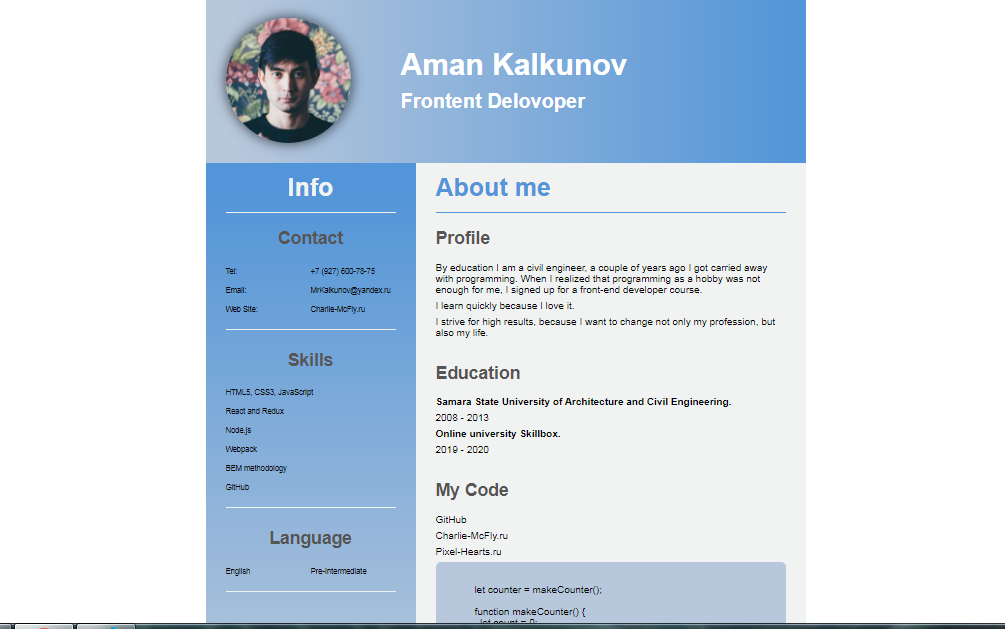 Aman Kalkunov
Frontent Delovoper
Info
Contact
Tel: +7 (927) 600-78-75
Email: MrKalkunov@yandex.ru
Web Site: Charlie-McFly.ru
Skills
HTML5, CSS3, JavaScript
React and Redux
Node.js
Webpack
BEM methodology
GitHub
Language
English Pre-Intermediate
About me
Profile
By education I am a civil engineer, a couple of years ago I got carried away
with programming. When I realized that programming as a hobby was not
enough for me, I signed up for a front-end developer course.
I learn quickly because I love it.
I strive for high results, because I want to change not only my profession, but
also my life.
Education
Samara State University of Architecture and Civil Engineering.
2008 - 2013
Online university Skillbox.
2019 - 2020
My Code
GitHub
Charlie-McFly.ru
Pixel-Hearts.ru
let counter = makeCounter();
function makeCounter() {
let count = 0;